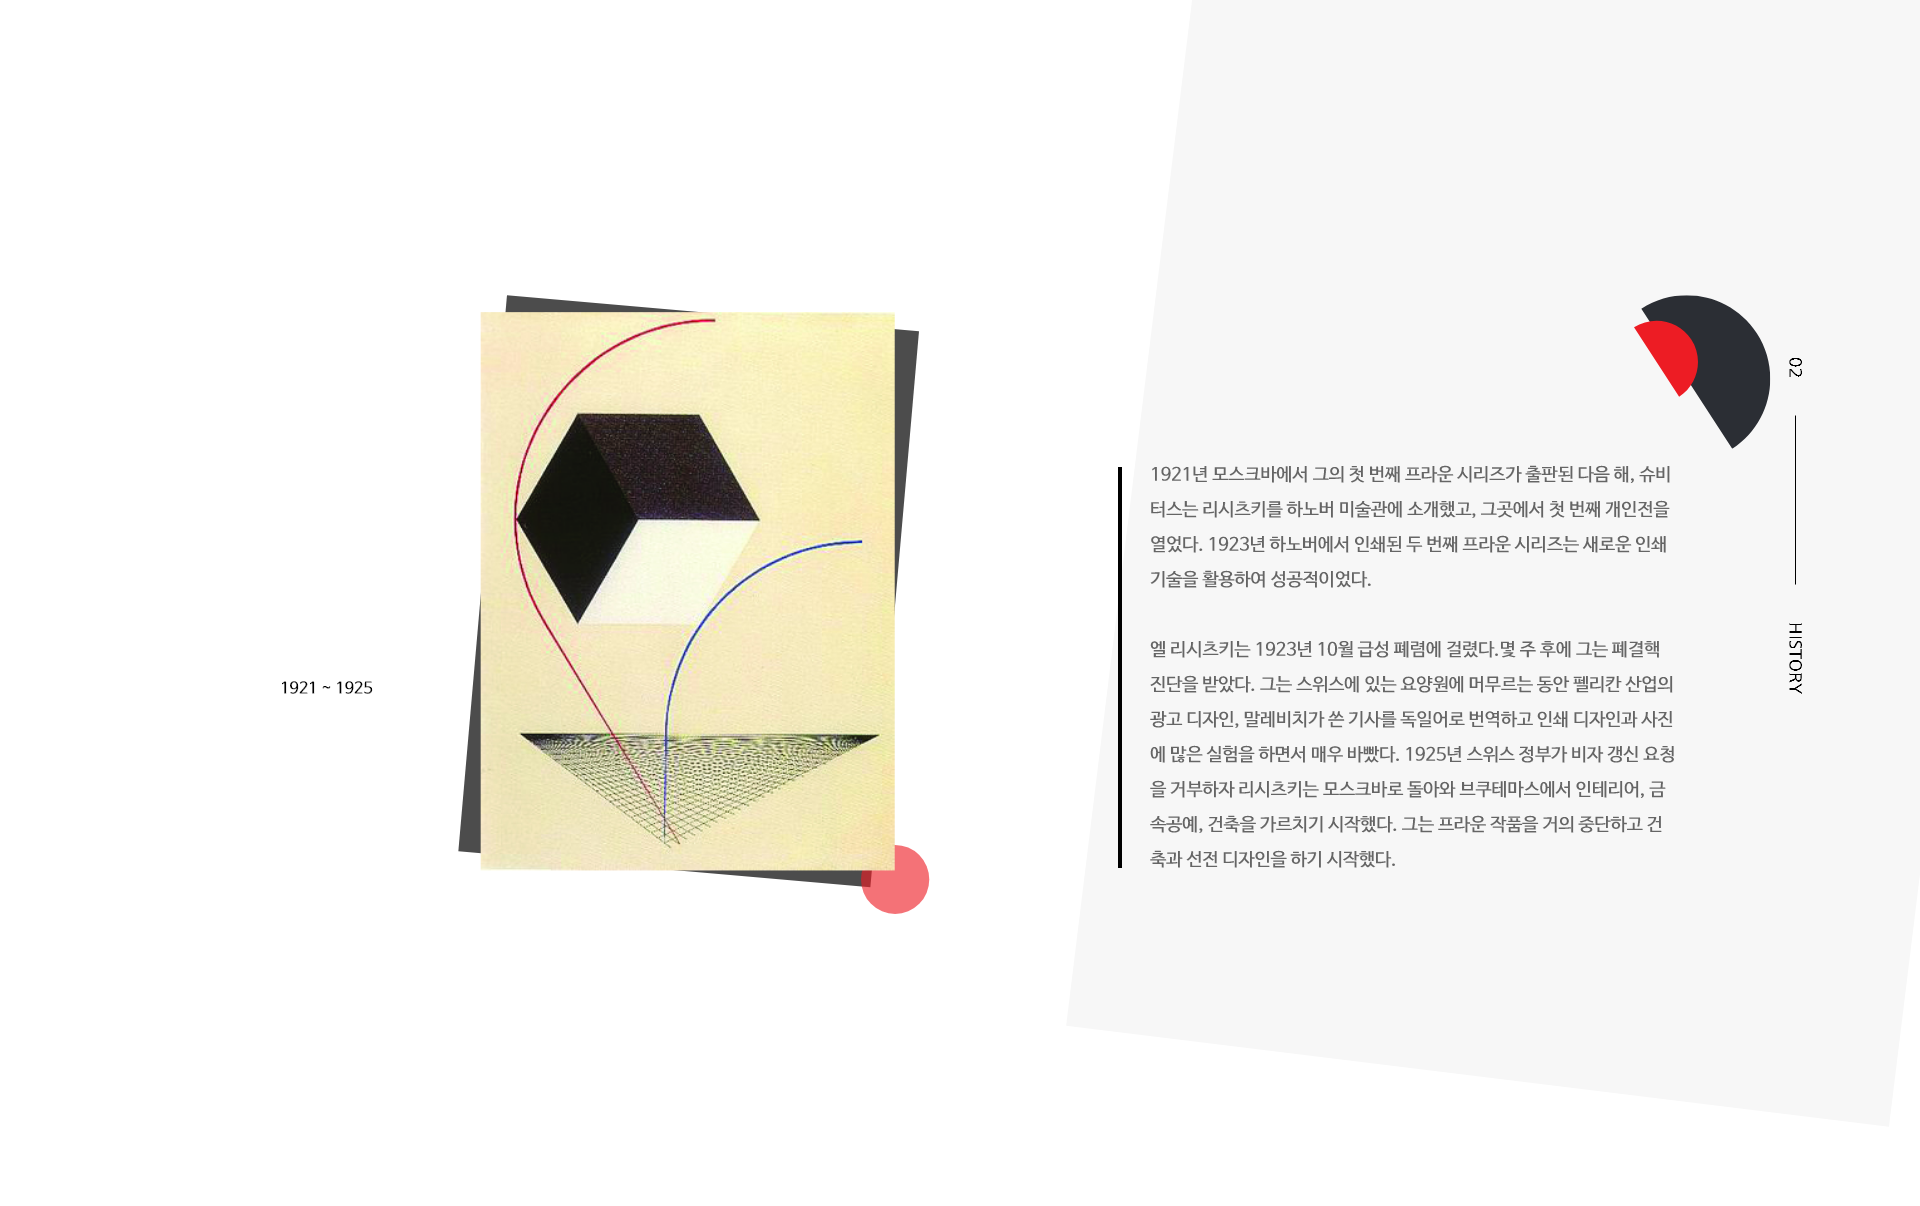 1921 ~ 1925
1921년 모스크바에서 그의 첫 번째 프라운 시리즈가 출판된 다음 해, 슈비
터스는 리시츠키를 하노버 미술관에 소개했고, 그곳에서 첫 번째 개인전을
열었다. 1923년 하노버에서 인쇄된 두 번째 프라운 시리즈는 새로운 인쇄
기술을 활용하여 성공적이었다.
엘 리시츠키는 1923년 10월 급성 폐렴에 걸렸다.몇 주 후에 그는 폐결핵
진단을 받았다. 그는 스위스에 있는 요양원에 머무르는 동안 펠리칸 산업의
광고 디자인, 말레비치가 쓴 기사를 독일어로 번역하고 인쇄 디자인과 사진
에 많은 실험을 하면서 매우 바빴다. 1925년 스위스 정부가 비자 갱신 요청
을 거부하자 리시츠키는 모스크바로 돌아와 브쿠테마스에서 인테리어, 금
속공예, 건축을 가르치기 시작했다. 그는 프라운 작품을 거의 중단하고 건
축과 선전 디자인을 하기 시작했다.
02
HISTORY